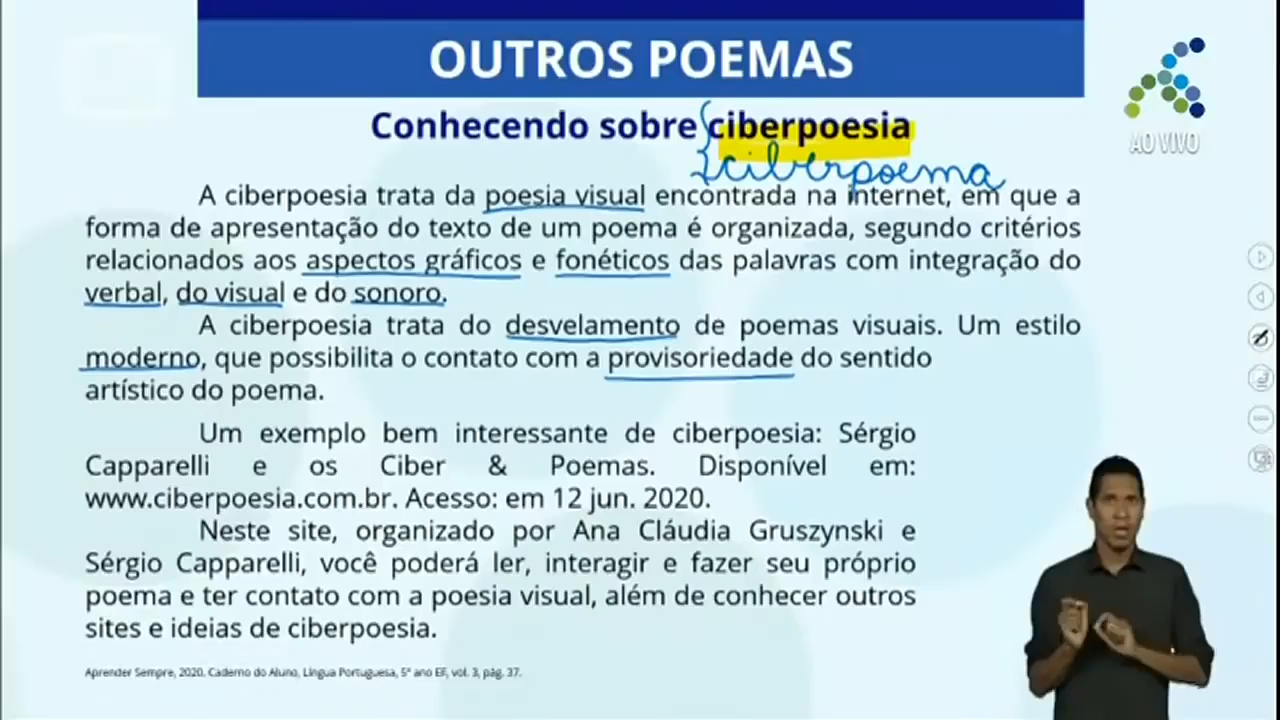 OUTROS POEMAS
AO VIVO
Conhecendo sobre ciberpoesia
ciberpoema
A ciberpoesia trata da poesia visual encontrada na internet, em que a
forma de apresentação do texto de um poema é organizada, segundo critérios
relacionados aos aspectos gráficos e fonéticos das palavras com integração do
verbal, do visual e do sonoro.
A ciberpoesia trata do desvelamento de poemas visuais. Um estilo
moderno, que possibilita o contato com a provisoriedade do sentido
artístico do poema.
Um exemplo bem interessante de ciberpoesia: Sérgio
Capparelli e os Ciber & Poemas. Disponível em:
www.ciberpoesia.com.br. Acesso: em 12 jun. 2020.
Neste site, organizado por Ana Cláudia Gruszynski e
Sérgio Capparelli, você poderá ler, interagir e fazer seu próprio
poema e ter contato com a poesia visual, além de conhecer outros
sites e ideias de ciberpoesia.
Aprender Sempre, 2020. Caderno do Aluno, Língua Portuguesa, 5º ano EF, vol. 3, pág. 37.